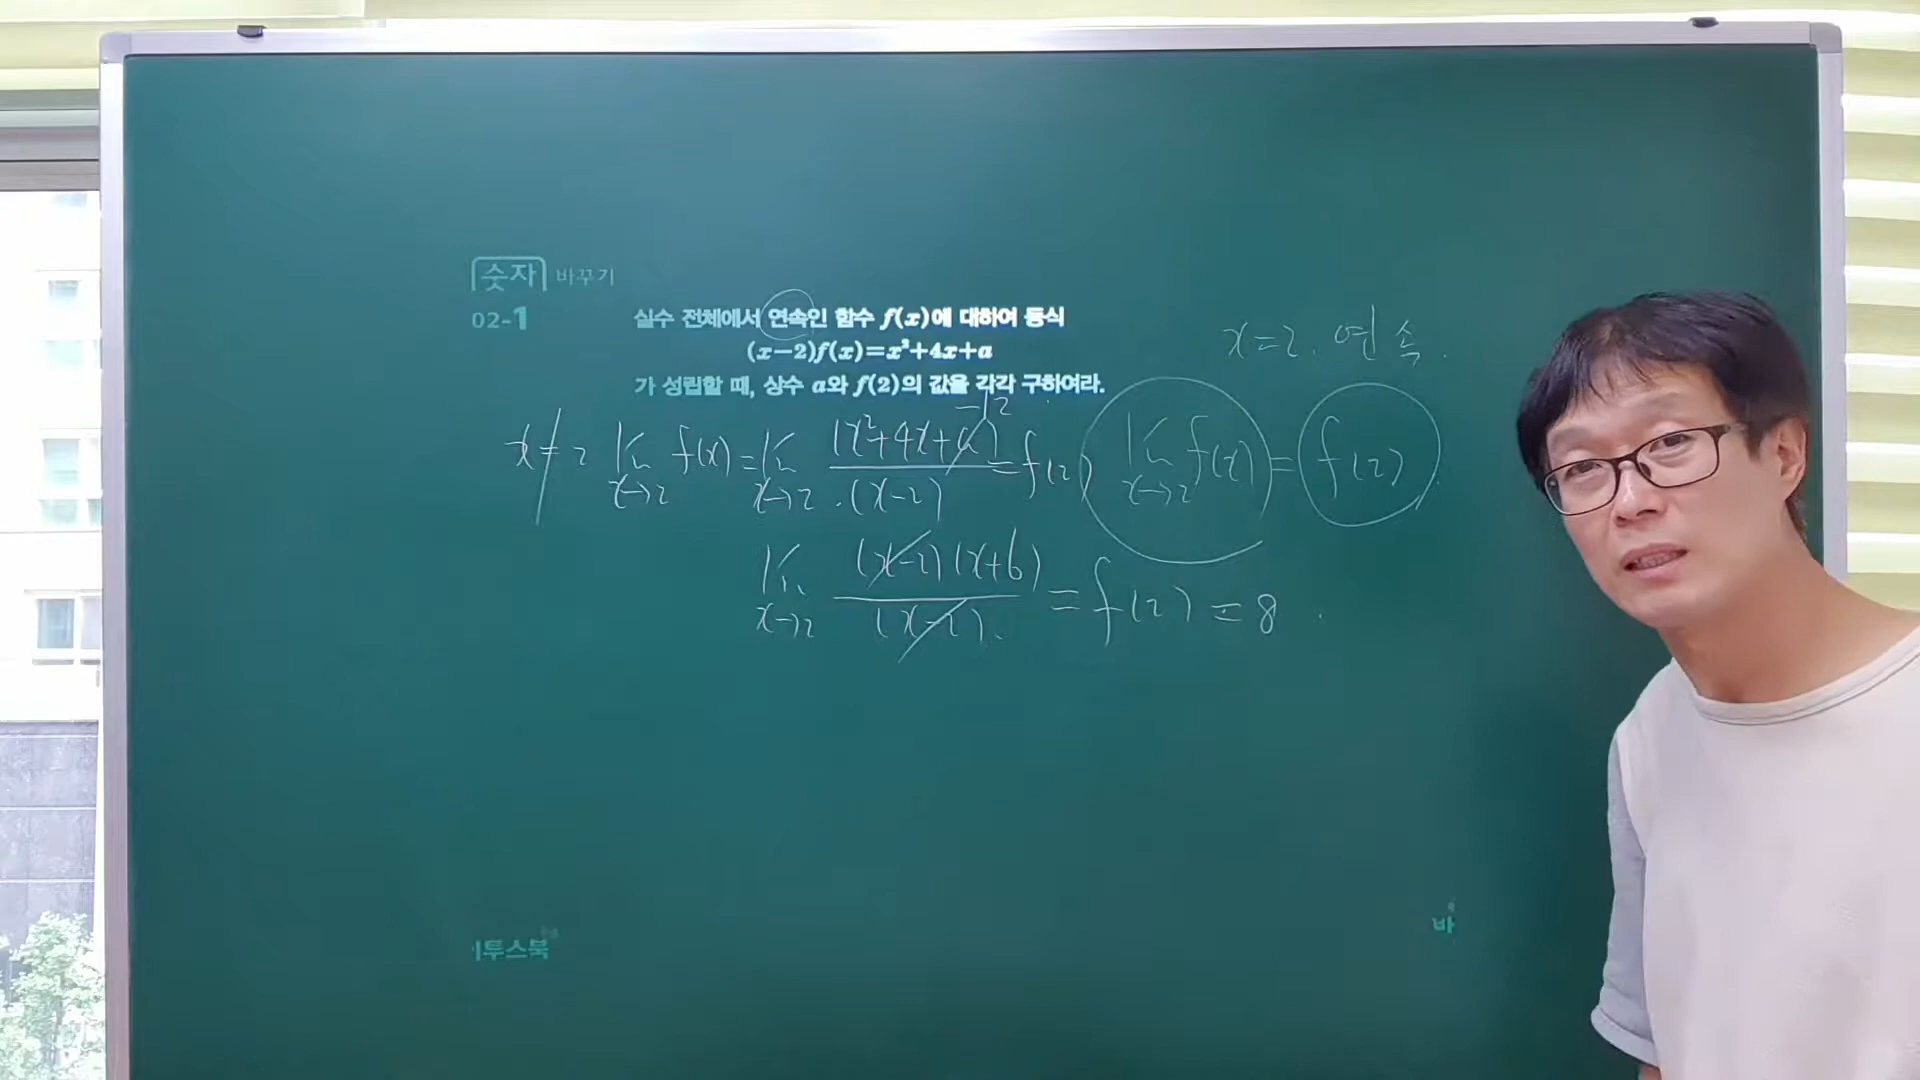 숫자 바꾸기
02-1 실수 전체에서 연속인 함수 f(x)에 대하여 등식
(x-2)f(x)=x²+4x+a
가 성립할 때, 상수 a와 f(2)의 값을 각각 구하여라.
x=2. 연속.
-12
x≠2 lim x→2 f(x) = lim x→2 (x²+4x+a)/(x-2) = f(2)
lim x→2 f(x) = f(2)
lim x→2 (x-2)(x+6)/(x-2) = f(2) = 8.
이투스북
바